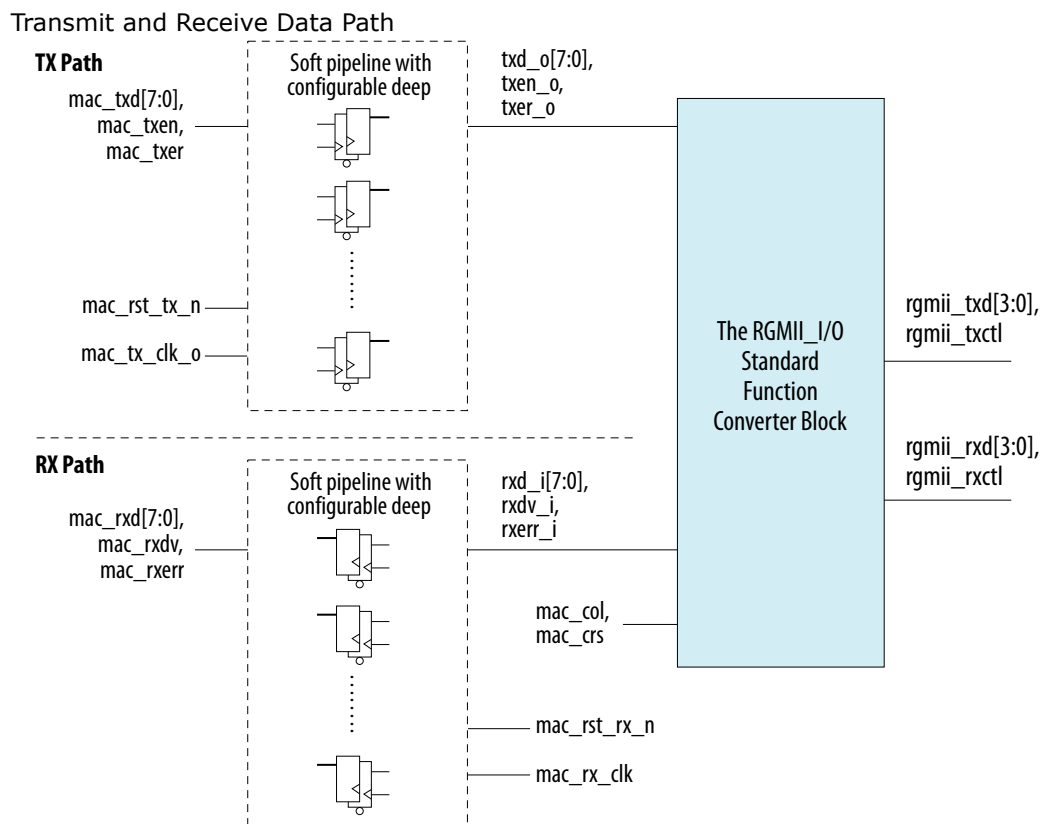 Transmit and Receive Data Path
TX Path
Soft pipeline with
configurable deep
mac_txd[7:0],
mac_txen,
mac_txer
txd_o[7:0],
txen_o,
txer_o
mac_rst_tx_n
mac_tx_clk_o
The RGMII_I/O
Standard
Function
Converter Block
rgmii_txd[3:0],
rgmii_txctl
rgmii_rxd[3:0],
rgmii_rxctl
RX Path
Soft pipeline with
configurable deep
mac_rxd[7:0],
mac_rxdv,
mac_rxerr
rxd_i[7:0],
rxdv_i,
rxerr_i
mac_col,
mac_crs
mac_rst_rx_n
mac_rx_clk